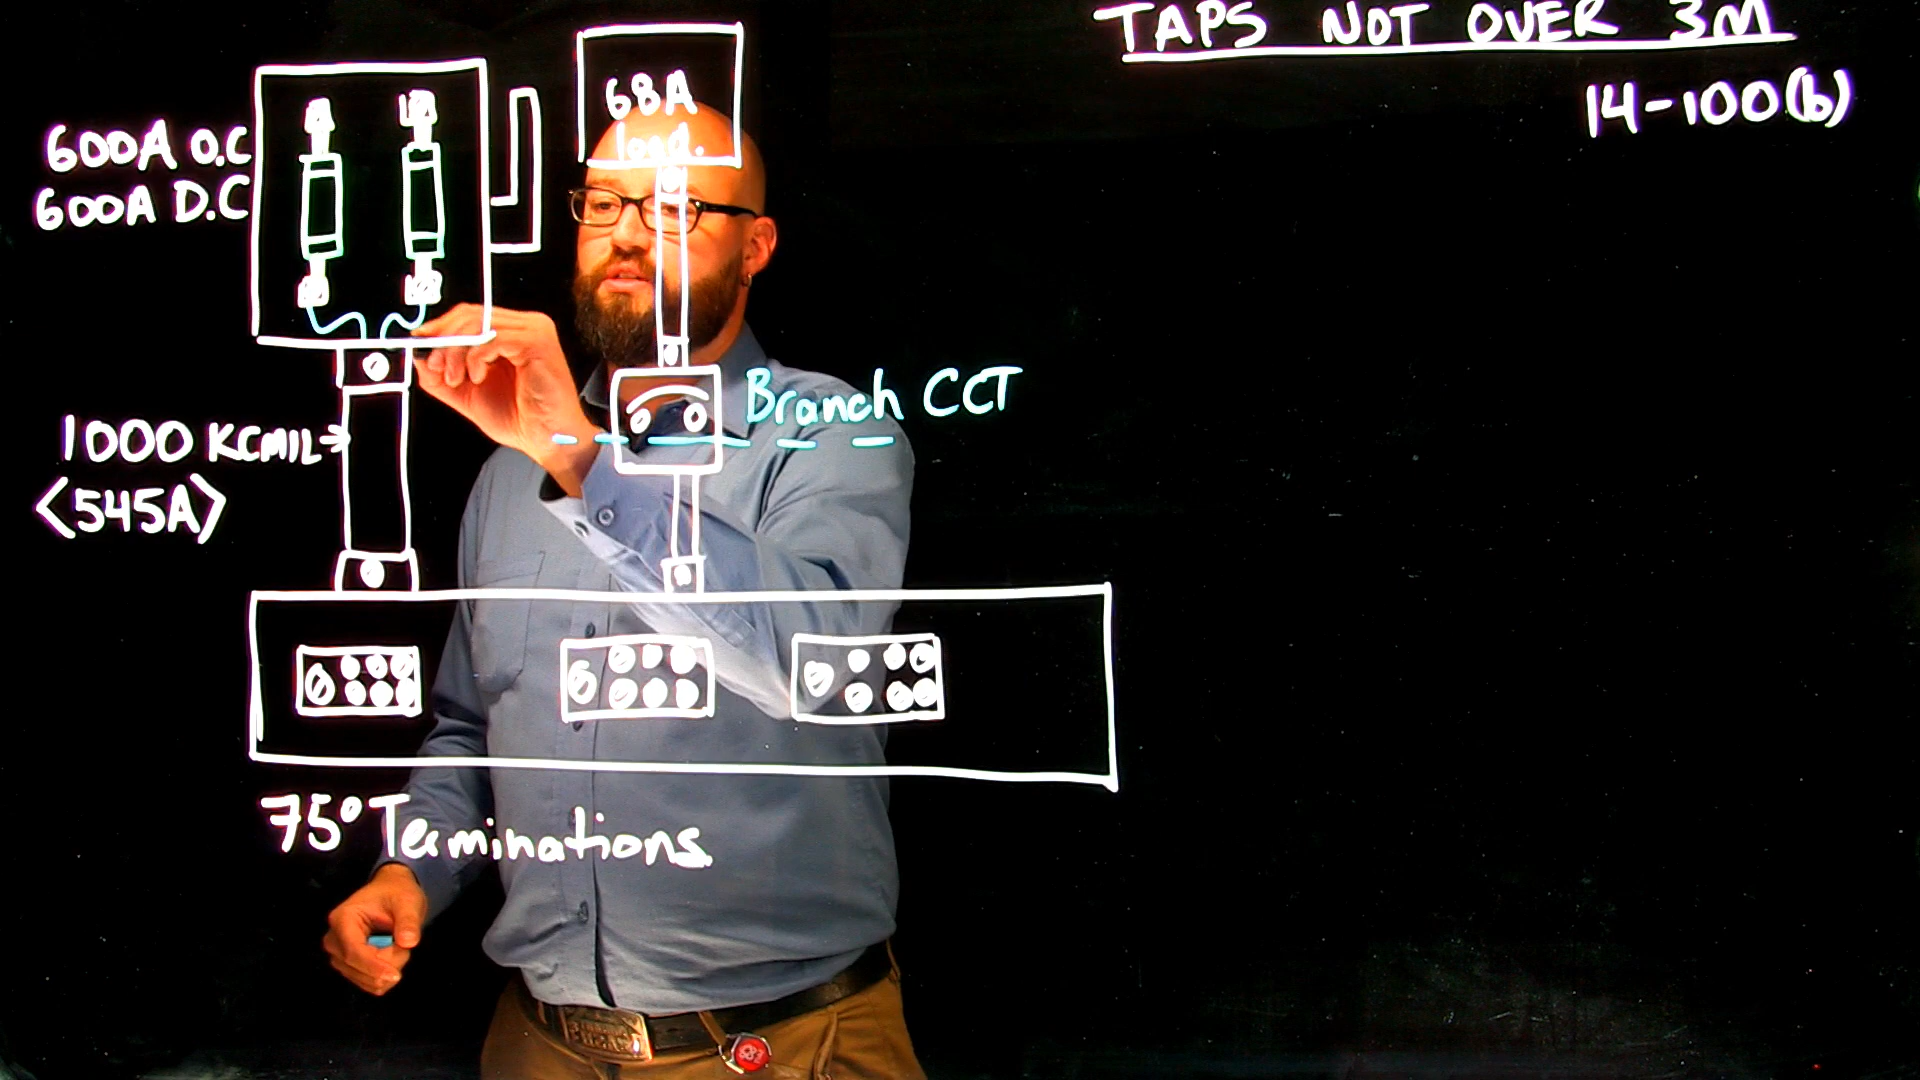 TAPS NOT OVER 3M
14-100(b)
68A
load.
600A O.C
600A D.C
Branch CCT
1000 KCMIL
<545A>
75° Terminations.